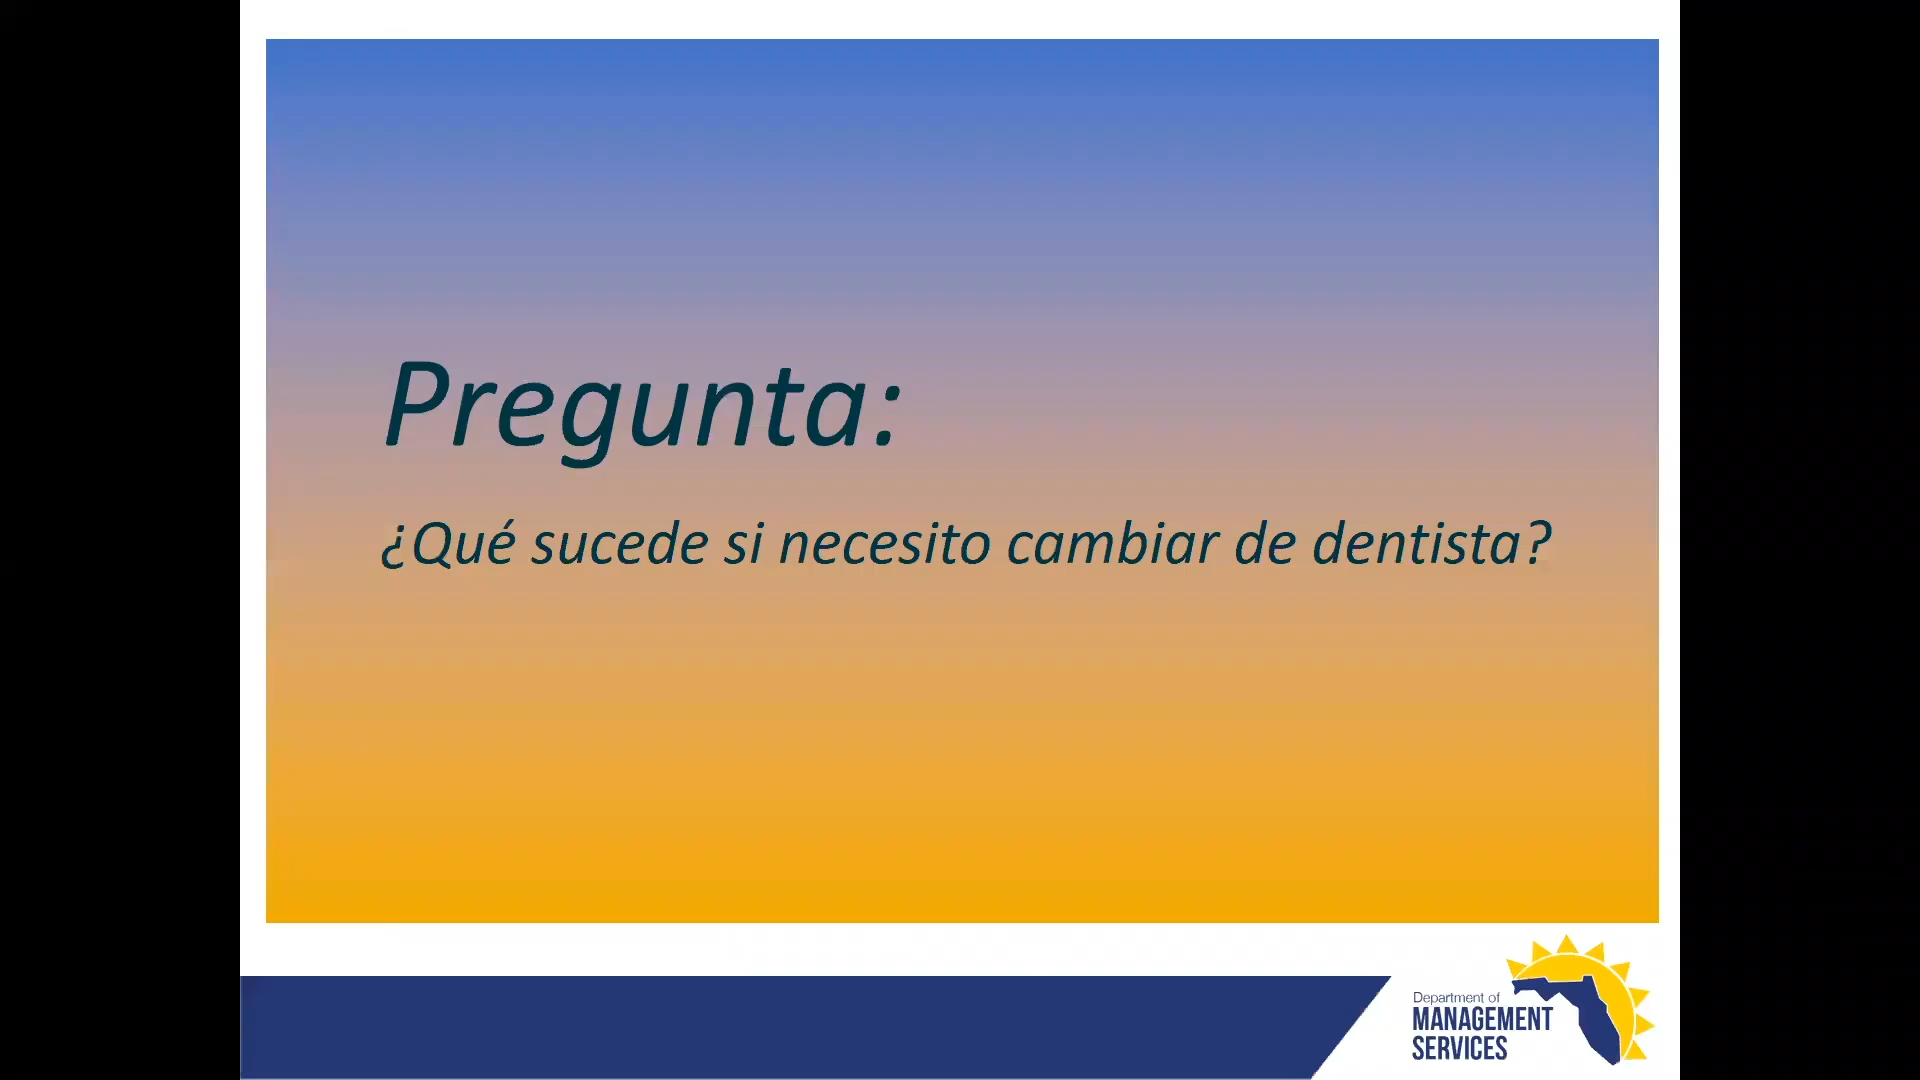 Pregunta:
¿Qué sucede si necesito cambiar de dentista?
Department of
MANAGEMENT
SERVICES